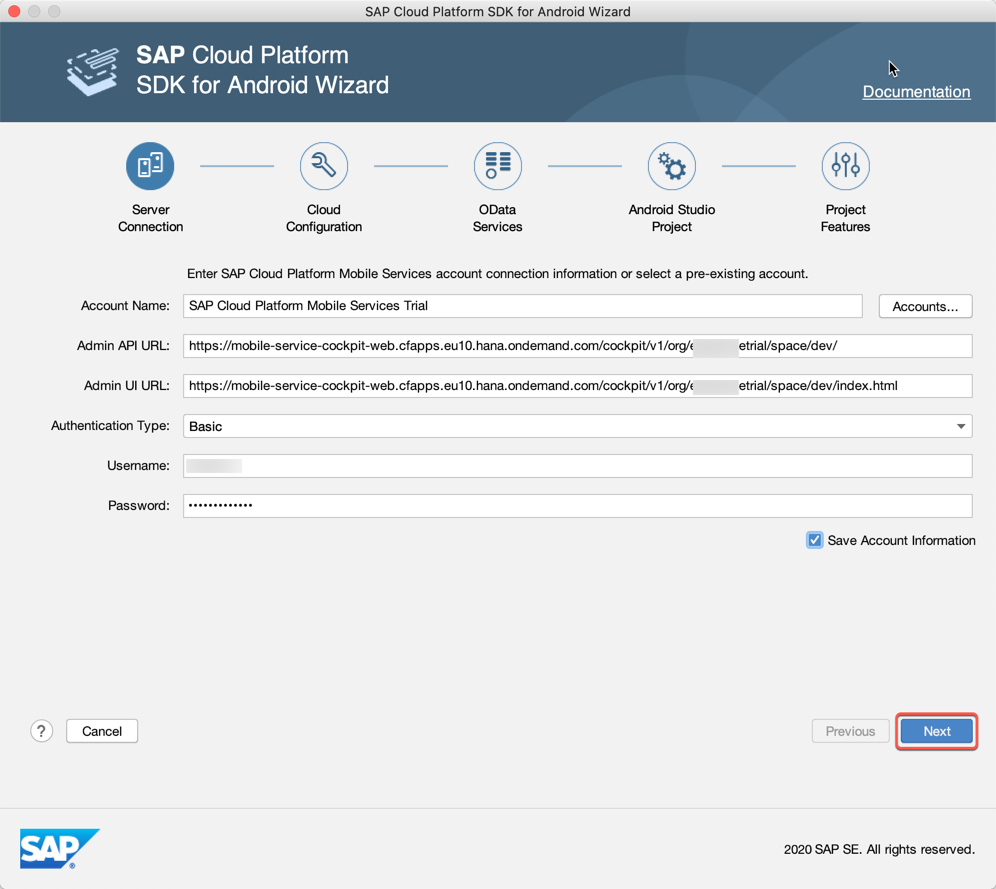 SAP Cloud Platform SDK for Android Wizard
SAP Cloud Platform
SDK for Android Wizard
Documentation
Server
Connection
Cloud
Configuration
OData
Services
Android Studio
Project
Project
Features
Enter SAP Cloud Platform Mobile Services account connection information or select a pre-existing account.
Account Name: SAP Cloud Platform Mobile Services Trial Accounts...
Admin API URL: https://mobile-service-cockpit-web.cfapps.eu10.hana.ondemand.com/cockpit/v1/org/e etrial/space/dev/
Admin UI URL: https://mobile-service-cockpit-web.cfapps.eu10.hana.ondemand.com/cockpit/v1/org/e etrial/space/dev/index.html
Authentication Type: Basic
Username:
Password: •••••••••••••
Save Account Information
? Cancel Previous Next
SAP ®
2020 SAP SE. All rights reserved.